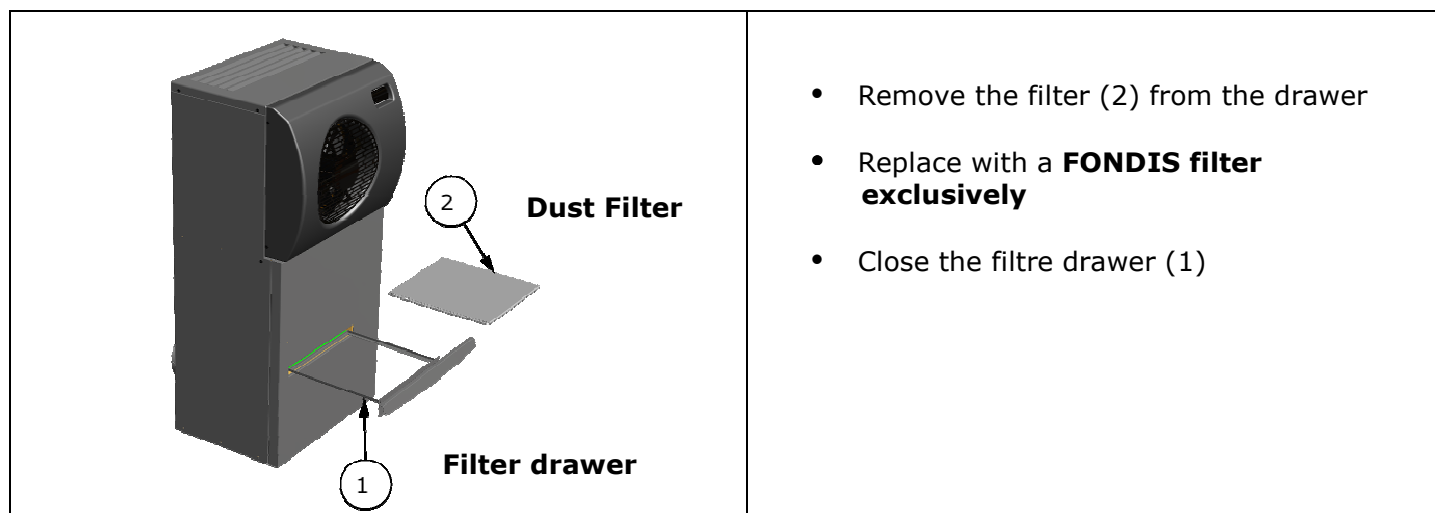 2
Dust Filter
Filter drawer
1
• Remove the filter (2) from the drawer
• Replace with a FONDIS filter
exclusively
• Close the filtre drawer (1)